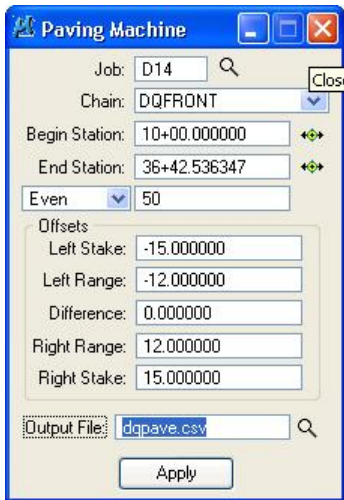 Paving Machine
Job: D14
Close
Chain: DQFRONT
Begin Station: 10+00.000000
End Station: 36+42.536347
Even 50
Offsets
Left Stake: -15.000000
Left Range: -12.000000
Difference: 0.000000
Right Range: 12.000000
Right Stake: 15.000000
Output File: dqpave.csv
Apply